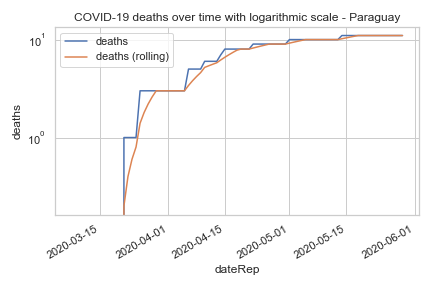 COVID-19 deaths over time with logarithmic scale - Paraguay
deaths
deaths (rolling)
10¹
10⁰
deaths
2020-03-15
2020-04-01
2020-04-15
2020-05-01
2020-05-15
2020-06-01
dateRep